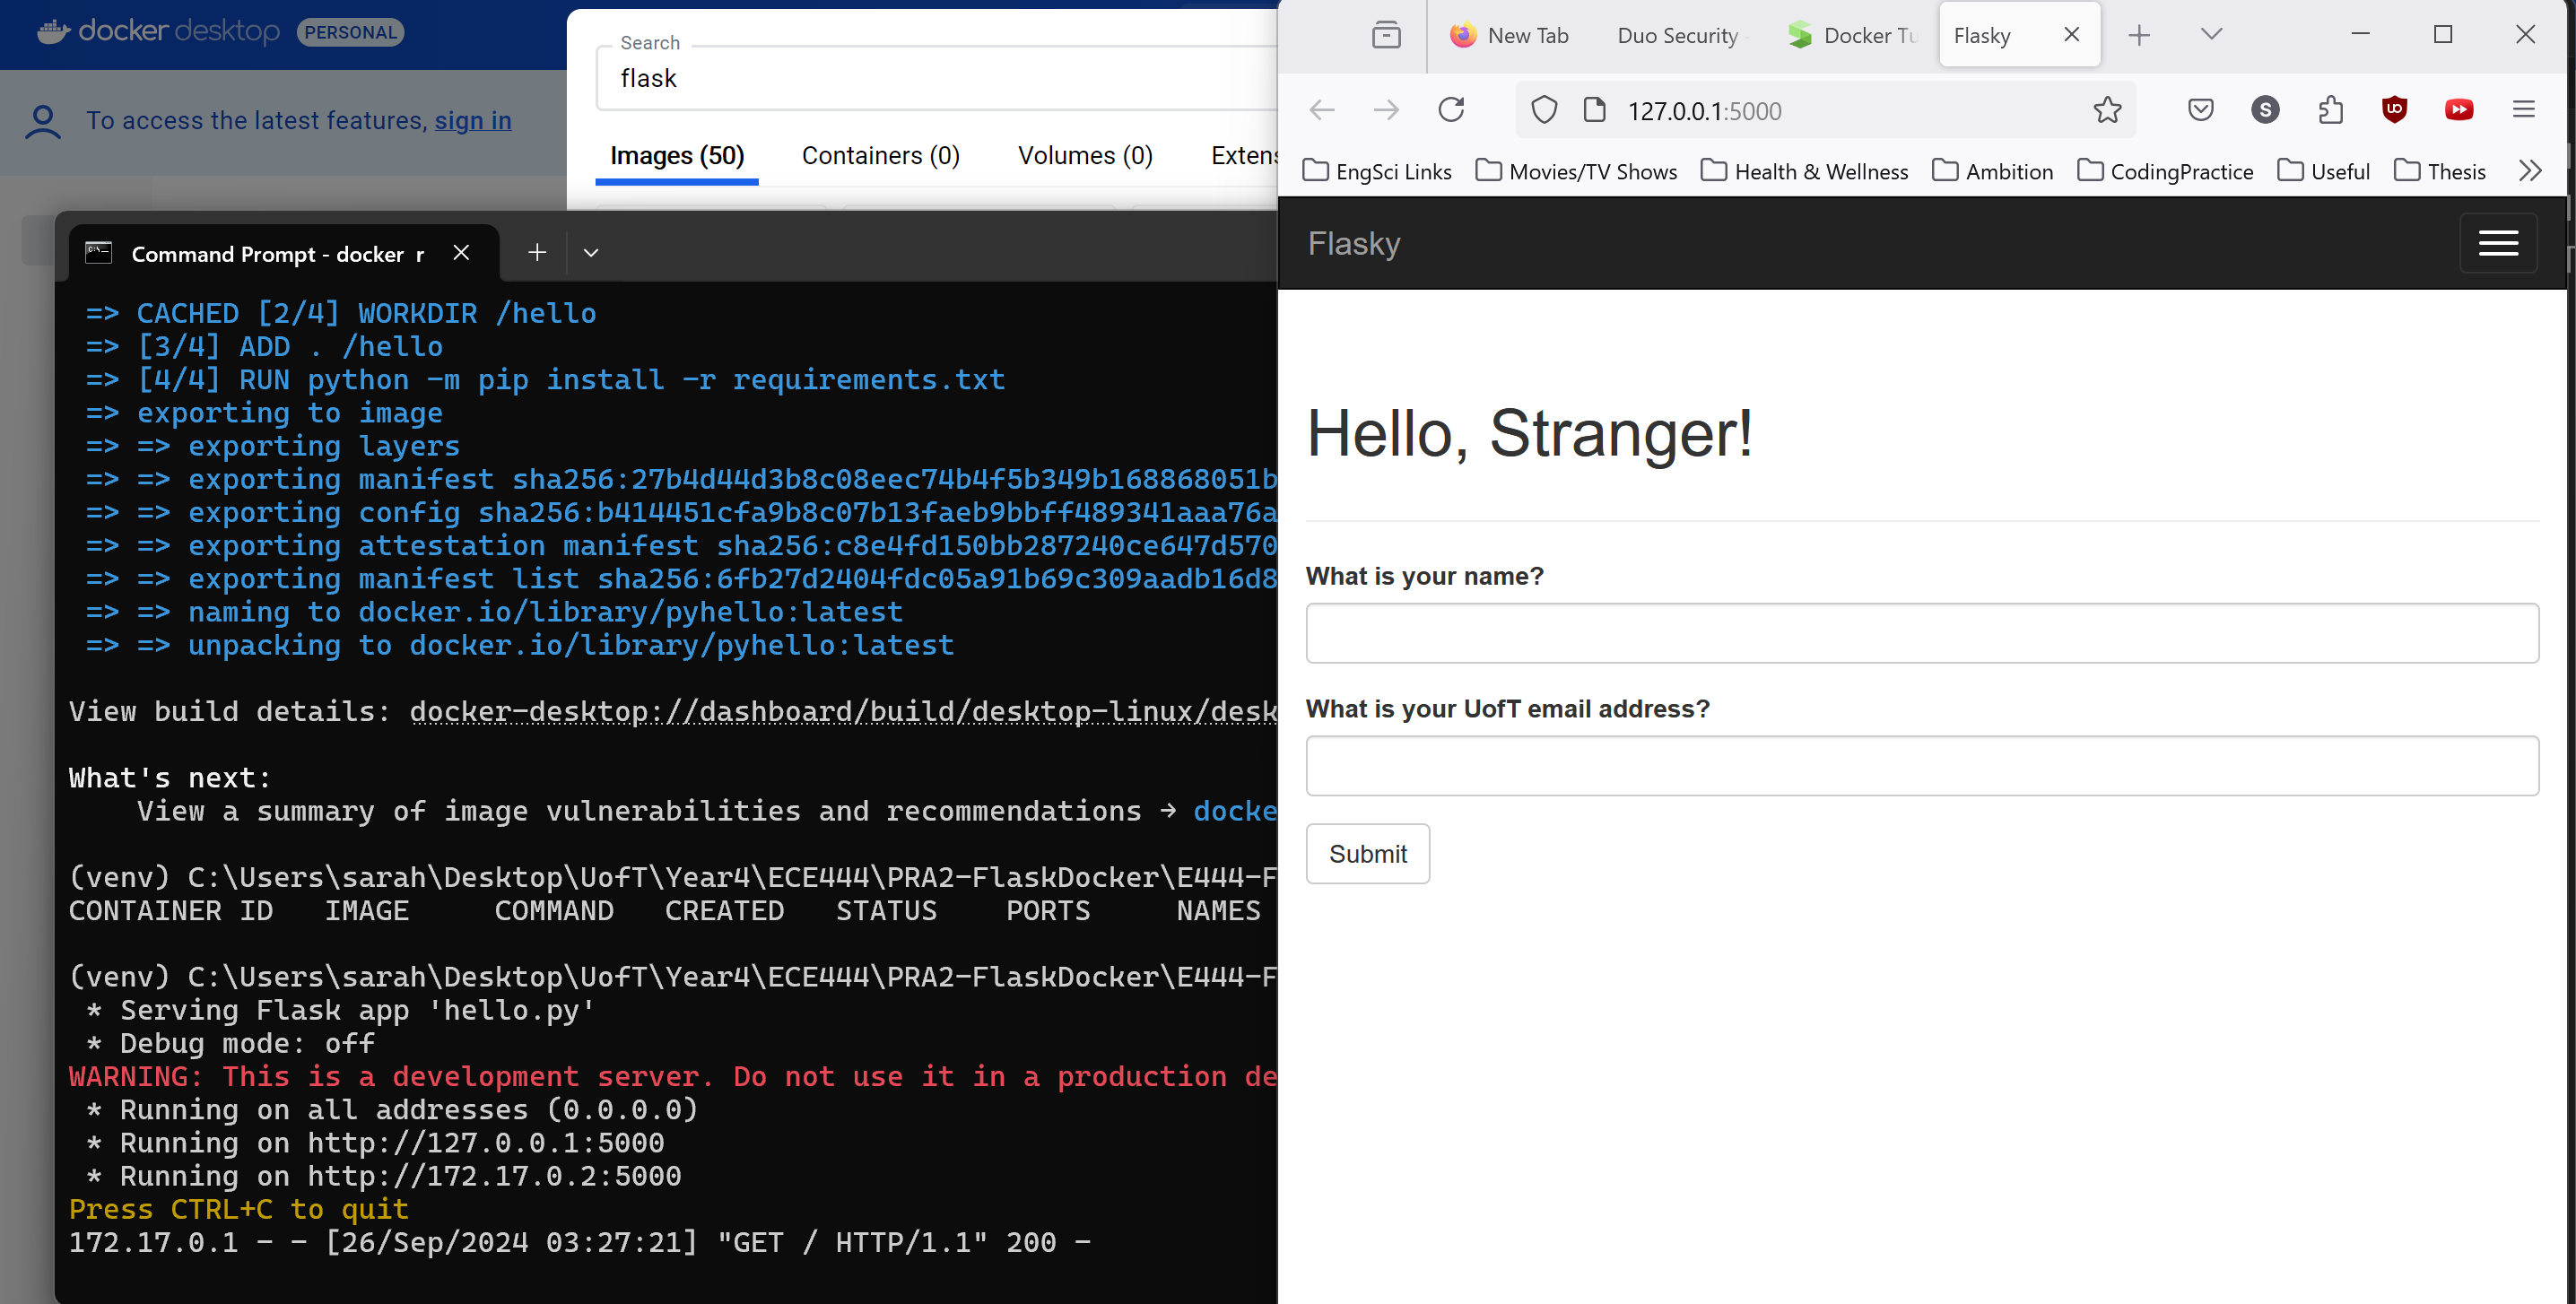 docker desktop PERSONAL
To access the latest features, sign in
Search
flask
Images (50) Containers (0) Volumes (0) Extens
Command Prompt - docker r
=> CACHED [2/4] WORKDIR /hello
=> [3/4] ADD . /hello
=> [4/4] RUN python -m pip install -r requirements.txt
=> exporting to image
=> => exporting layers
=> => exporting manifest sha256:27b4d44d3b8c08eec74b4f5b349b168868051b
=> => exporting config sha256:b414451cfa9b8c07b13faeb9bbff489341aaa76a
=> => exporting attestation manifest sha256:c8e4fd150bb287240ce647d570
=> => exporting manifest list sha256:6fb27d2404fdc05a91b69c309aadb16d8
=> => naming to docker.io/library/pyhello:latest
=> => unpacking to docker.io/library/pyhello:latest
View build details: docker-desktop://dashboard/build/desktop-linux/desk
What's next:
View a summary of image vulnerabilities and recommendations → docke
(venv) C:\Users\sarah\Desktop\UofT\Year4\ECE444\PRA2-FlaskDocker\E444-F
CONTAINER ID IMAGE COMMAND CREATED STATUS PORTS NAMES
(venv) C:\Users\sarah\Desktop\UofT\Year4\ECE444\PRA2-FlaskDocker\E444-F
* Serving Flask app 'hello.py'
* Debug mode: off
WARNING: This is a development server. Do not use it in a production de
* Running on all addresses (0.0.0.0)
* Running on http://127.0.0.1:5000
* Running on http://172.17.0.2:5000
Press CTRL+C to quit
172.17.0.1 - - [26/Sep/2024 03:27:21] "GET / HTTP/1.1" 200 -
New Tab Duo Security Docker Tu Flasky
127.0.0.1:5000
S
EngSci Links Movies/TV Shows Health & Wellness Ambition CodingPractice Useful Thesis
Flasky
Hello, Stranger!
What is your name?
What is your UofT email address?
Submit